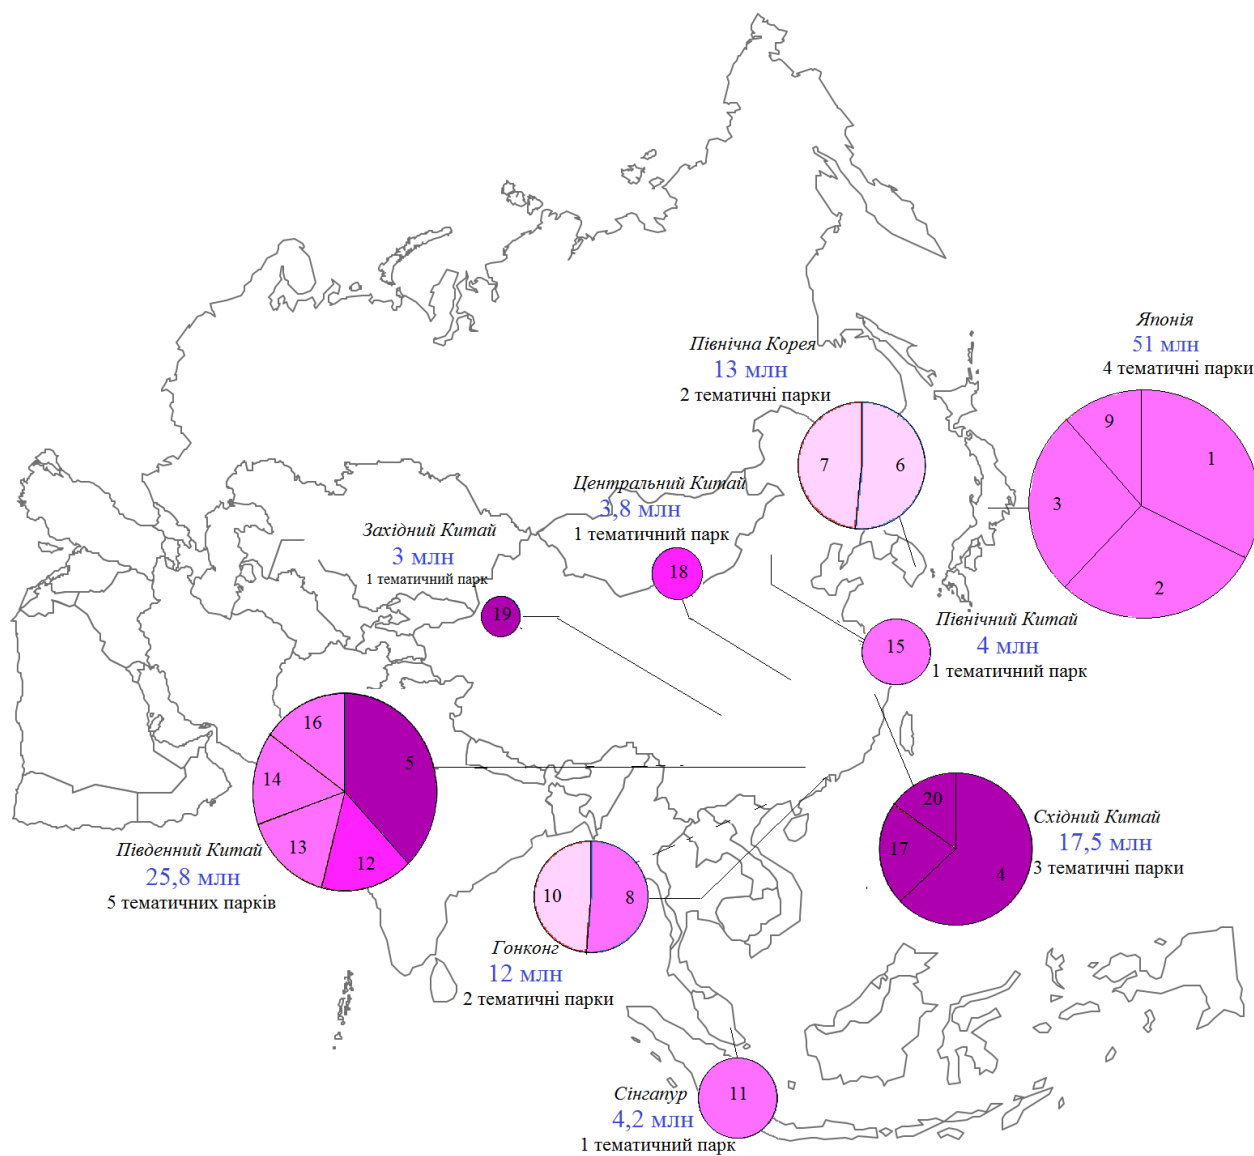 Японія
51 млн
4 тематичні парки
9
1
3
2
Північна Корея
13 млн
2 тематичні парки
7
6
Центральний Китай
3,8 млн
1 тематичний парк
18
Західний Китай
3 млн
1 тематичний парк
19
Північний Китай
4 млн
1 тематичний парк
15
16
5
14
13
12
Південний Китай
25,8 млн
5 тематичних парків
20
17
4
Східний Китай
17,5 млн
3 тематичні парки
10
8
Гонконг
12 млн
2 тематичні парки
11
Сінгапур
4,2 млн
1 тематичний парк